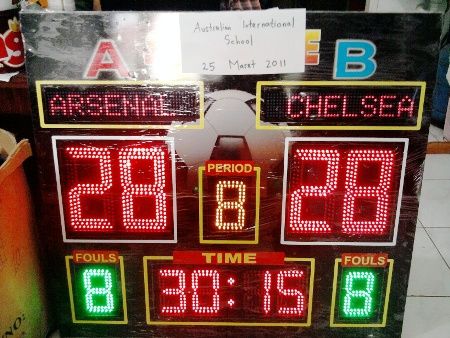 Australian International
School
25 Maret 2011
A
B
ARSENAL
CHELSEA
28
PERIOD
8
28
FOULS
8
TIME
30:15
FOULS
8